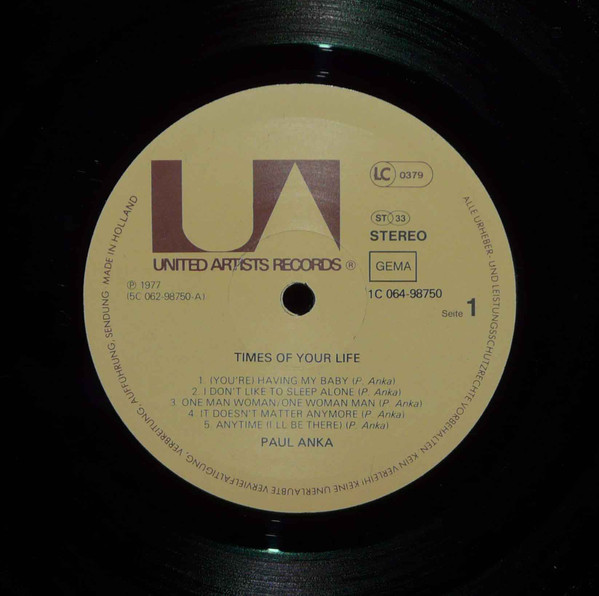 UA
UNITED ARTISTS RECORDS ®
LC 0379
ST 33
STEREO
GEMA
℗ 1977
(5C 062-98750-A)
1C 064-98750
Seite 1
TIMES OF YOUR LIFE
1. (YOU'RE) HAVING MY BABY (P. Anka)
2. I DON'T LIKE TO SLEEP ALONE (P. Anka)
3. ONE MAN WOMAN/ONE WOMAN MAN (P. Anka)
4. IT DOESN'T MATTER ANYMORE (P. Anka)
5. ANYTIME (I'LL BE THERE) (P. Anka)
PAUL ANKA
ALLE URHEBER- UND LEISTUNGSSCHUTZRECHTE VORBEHALTEN. KEIN VERLEIH! KEINE UNERLAUBTE VERVIELFÄLTIGUNG, VERBREITUNG, AUFFÜHRUNG, SENDUNG · MADE IN HOLLAND